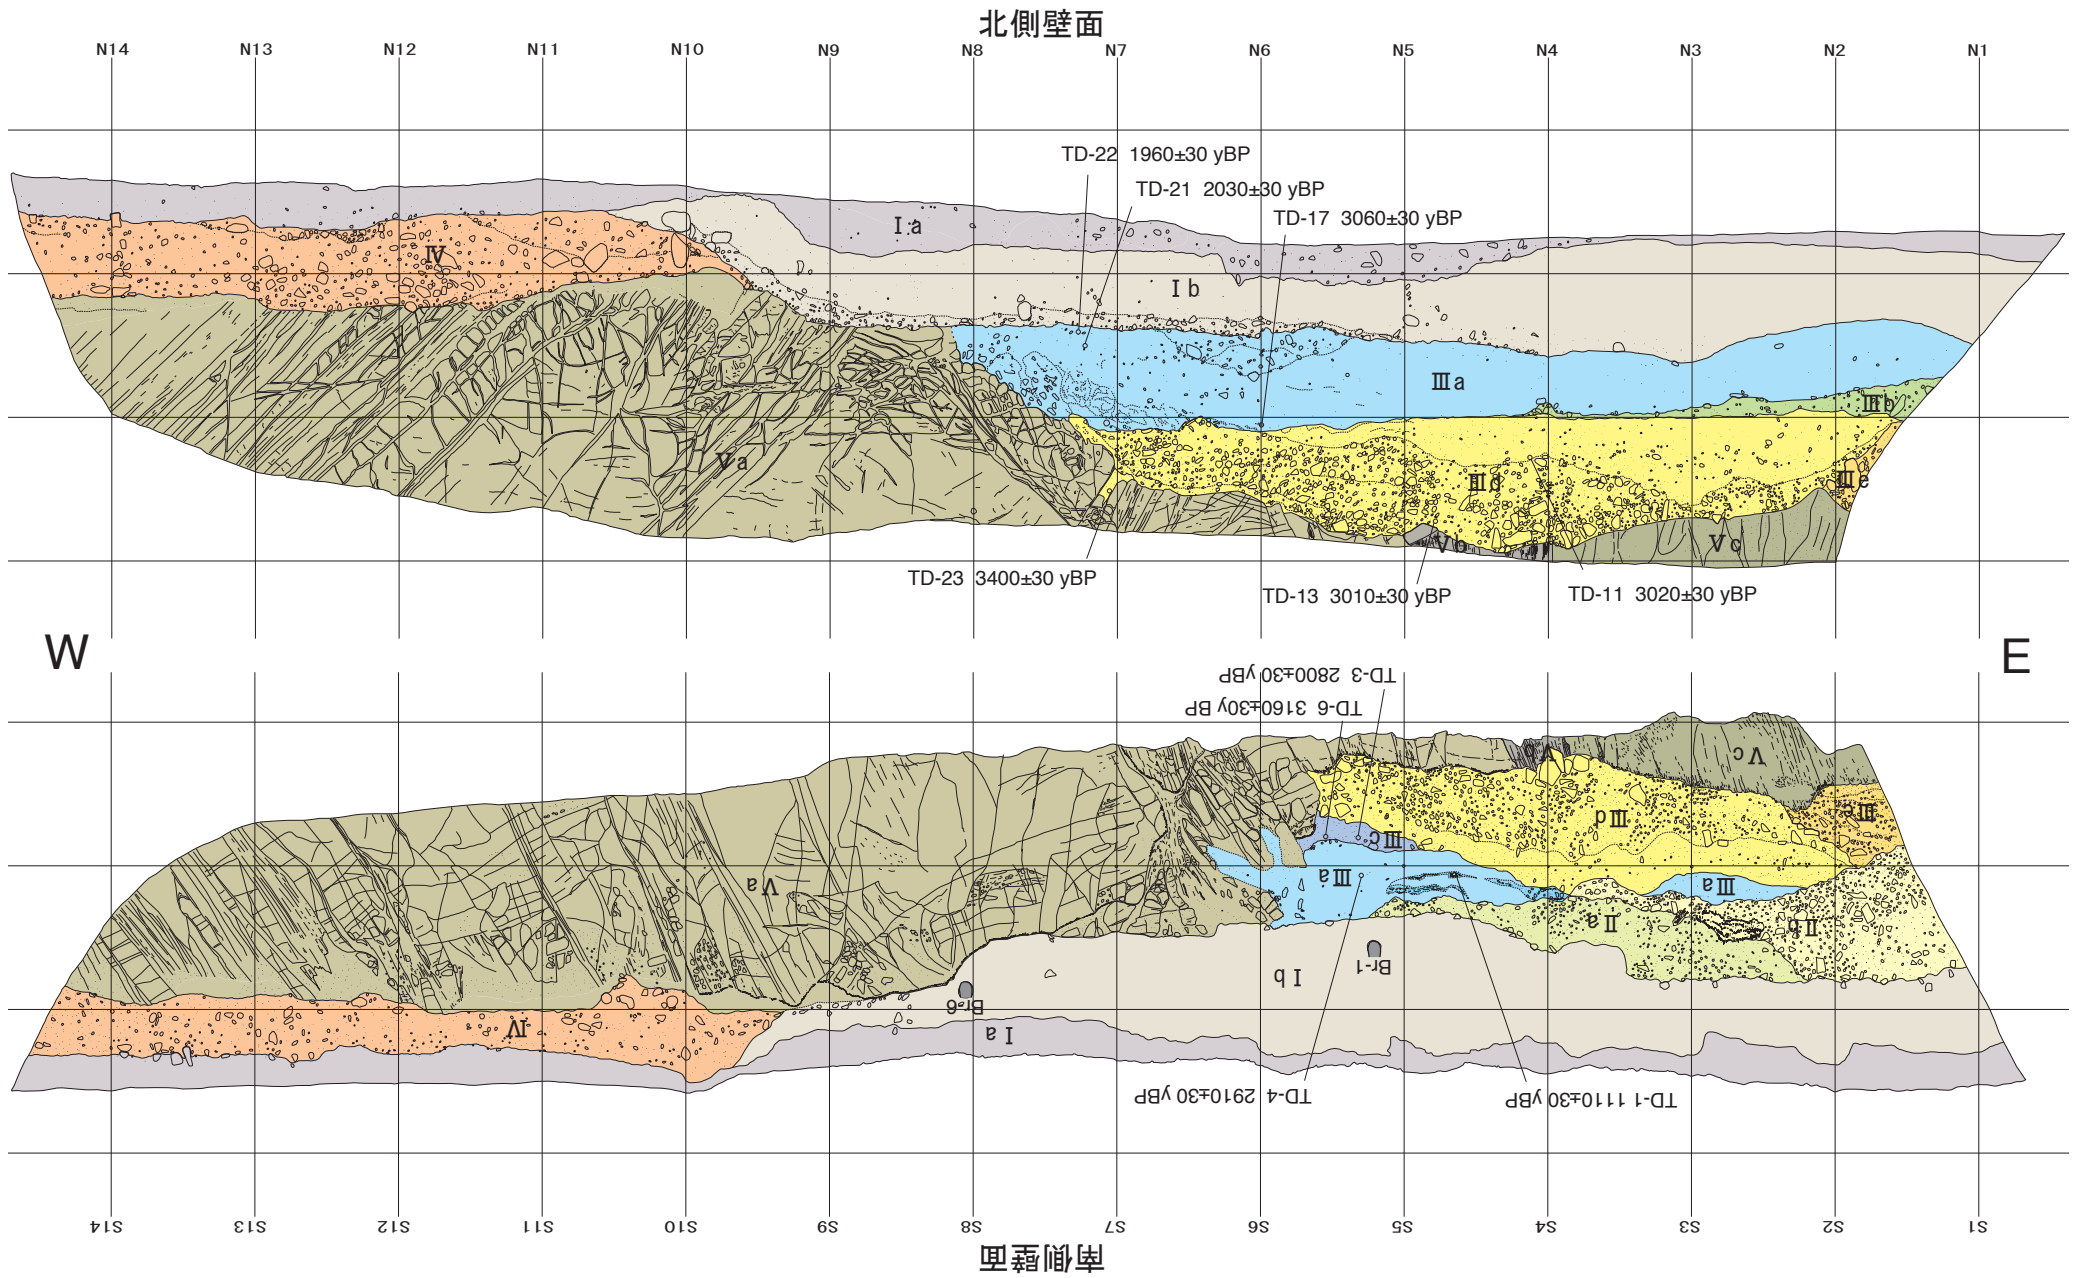 北側壁面
N14 N13 N12 N11 N10 N9 N8 N7 N6 N5 N4 N3 N2 N1
TD-22 1960±30 yBP
TD-21 2030±30 yBP
TD-17 3060±30 yBP
Ⅰa
Ⅳ
Ⅰb
Ⅲa
Ⅲb
Ⅴa
Ⅲd
Ⅲe
Ⅴb
Ⅴc
TD-23 3400±30 yBP
TD-13 3010±30 yBP
TD-11 3020±30 yBP
W
E
TD-3 2800±30 yBP
TD-6 3160±30y BP
Ⅴb
Ⅴc
Ⅲd
Ⅲe
Ⅲc
Ⅲa
Ⅲa
Ⅴa
Ⅱa
Ⅱb
Ⅰb
Br-1
Br-6
Ⅰa
Ⅳ
TD-4 2910±30 yBP
TD-1 1110±30 yBP
S14 S13 S12 S11 S10 S9 S8 S7 S6 S5 S4 S3 S2 S1
南側壁面